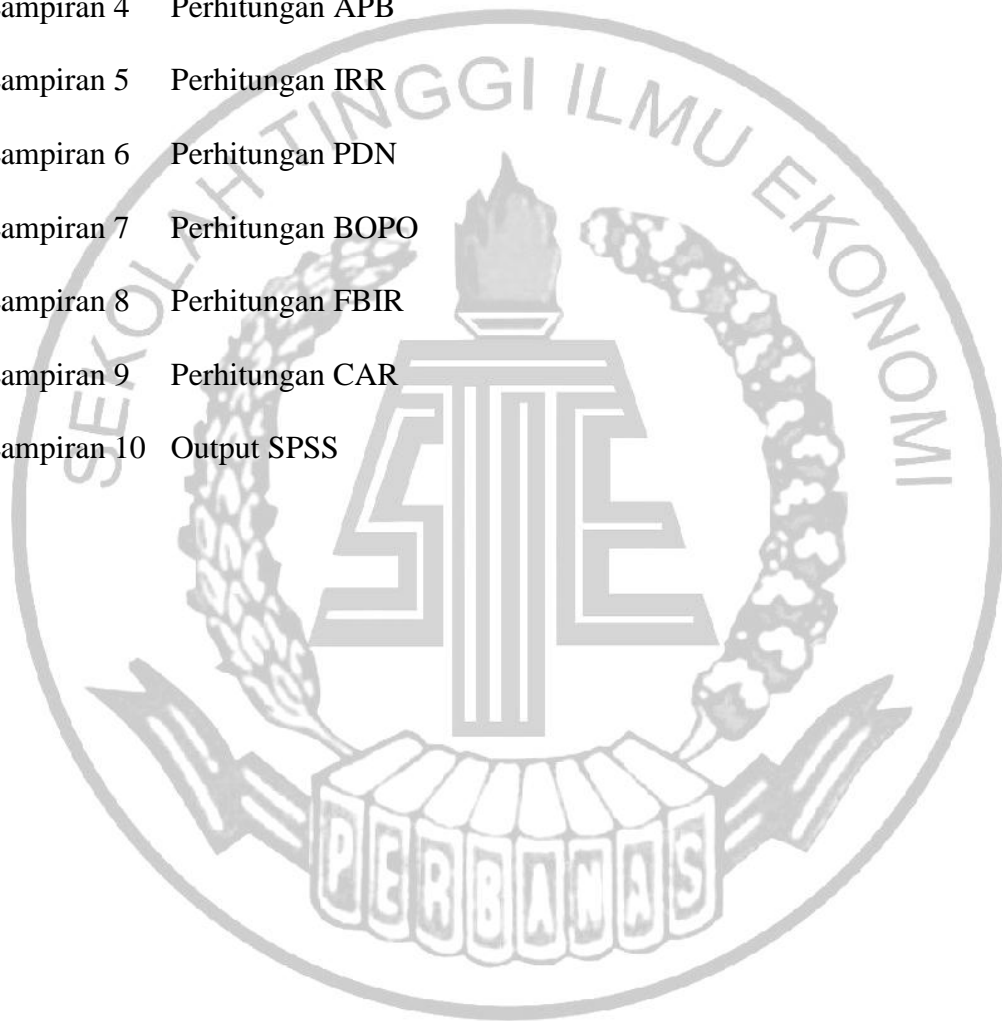 ampiran 4 Perhitungan APB
ampiran 5 Perhitungan IRR
ampiran 6 Perhitungan PDN
ampiran 7 Perhitungan BOPO
ampiran 8 Perhitungan FBIR
ampiran 9 Perhitungan CAR
ampiran 10 Output SPSS
SEKOLAH TINGGI ILMU EKONOMI
STIE
PERBANAS